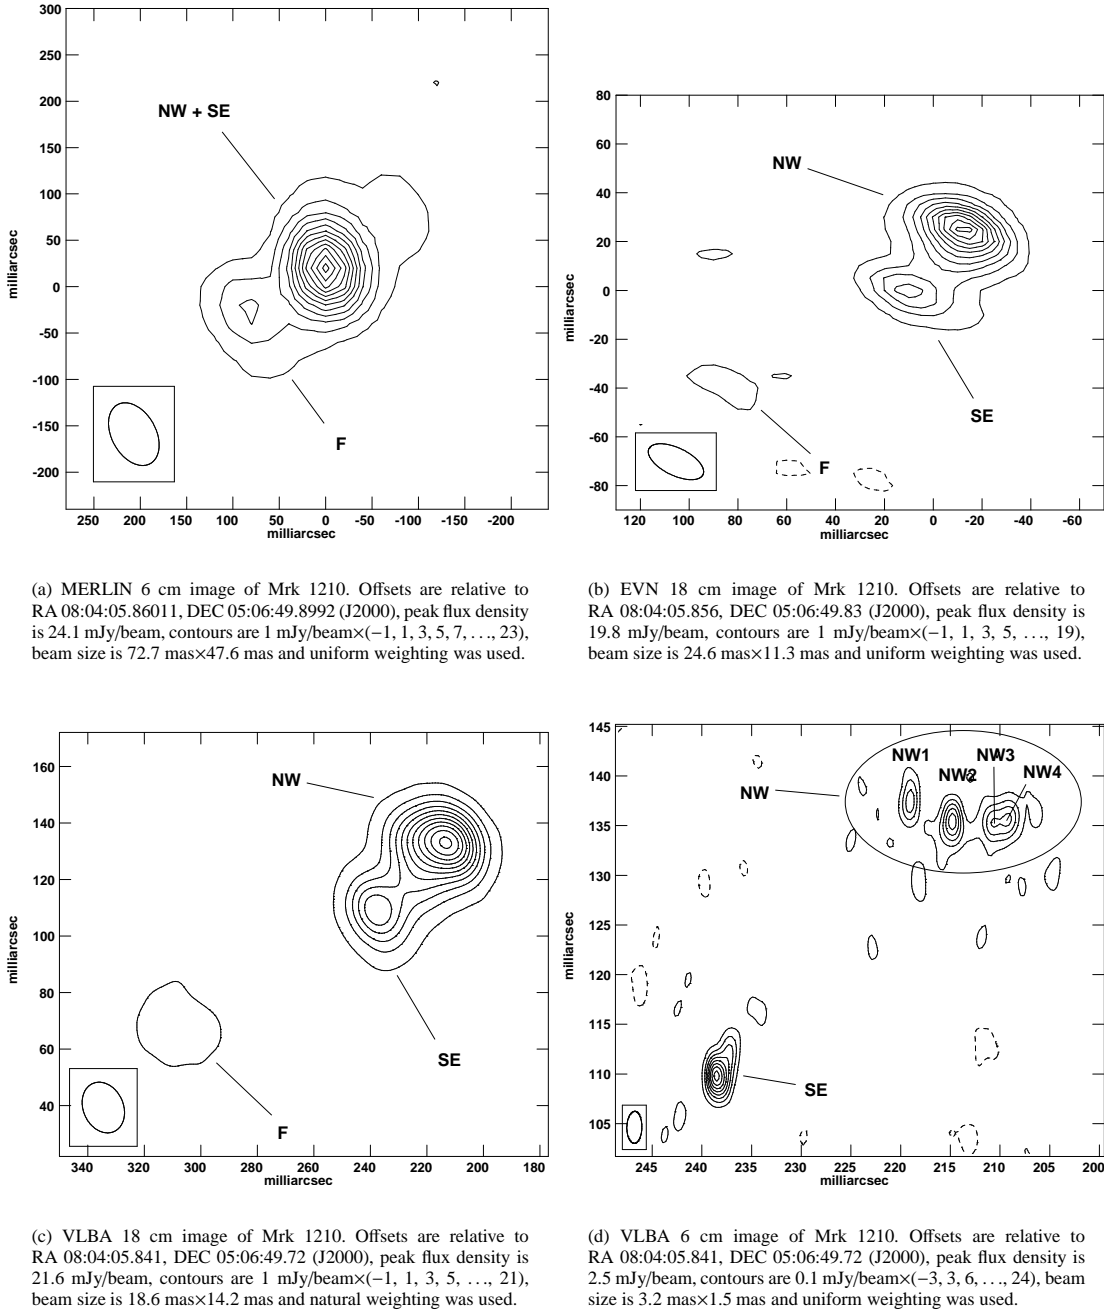 300
250
200
150
100
50
0
-50
-100
-150
-200
milliarcsec
NW + SE
F
250 200 150 100 50 0 -50 -100 -150 -200
milliarcsec
80
60
40
20
0
-20
-40
-60
-80
milliarcsec
NW
SE
F
120 100 80 60 40 20 0 -20 -40 -60
milliarcsec
(a) MERLIN 6 cm image of Mrk 1210. Offsets are relative to
RA 08:04:05.86011, DEC 05:06:49.8992 (J2000), peak flux density
is 24.1 mJy/beam, contours are 1 mJy/beam×(−1, 1, 3, 5, 7, . . ., 23),
beam size is 72.7 mas×47.6 mas and uniform weighting was used.
(b) EVN 18 cm image of Mrk 1210. Offsets are relative to
RA 08:04:05.856, DEC 05:06:49.83 (J2000), peak flux density is
19.8 mJy/beam, contours are 1 mJy/beam×(−1, 1, 3, 5, . . ., 19),
beam size is 24.6 mas×11.3 mas and uniform weighting was used.
160
140
120
100
80
60
40
milliarcsec
NW
SE
F
340 320 300 280 260 240 220 200 180
milliarcsec
145
140
135
130
125
120
115
110
105
milliarcsec
NW1 NW3
NW2 NW4
NW
SE
245 240 235 230 225 220 215 210 205 200
milliarcsec
(c) VLBA 18 cm image of Mrk 1210. Offsets are relative to
RA 08:04:05.841, DEC 05:06:49.72 (J2000), peak flux density is
21.6 mJy/beam, contours are 1 mJy/beam×(−1, 1, 3, 5, . . ., 21),
beam size is 18.6 mas×14.2 mas and natural weighting was used.
(d) VLBA 6 cm image of Mrk 1210. Offsets are relative to
RA 08:04:05.841, DEC 05:06:49.72 (J2000), peak flux density is
2.5 mJy/beam, contours are 0.1 mJy/beam×(−3, 3, 6, . . ., 24), beam
size is 3.2 mas×1.5 mas and uniform weighting was used.